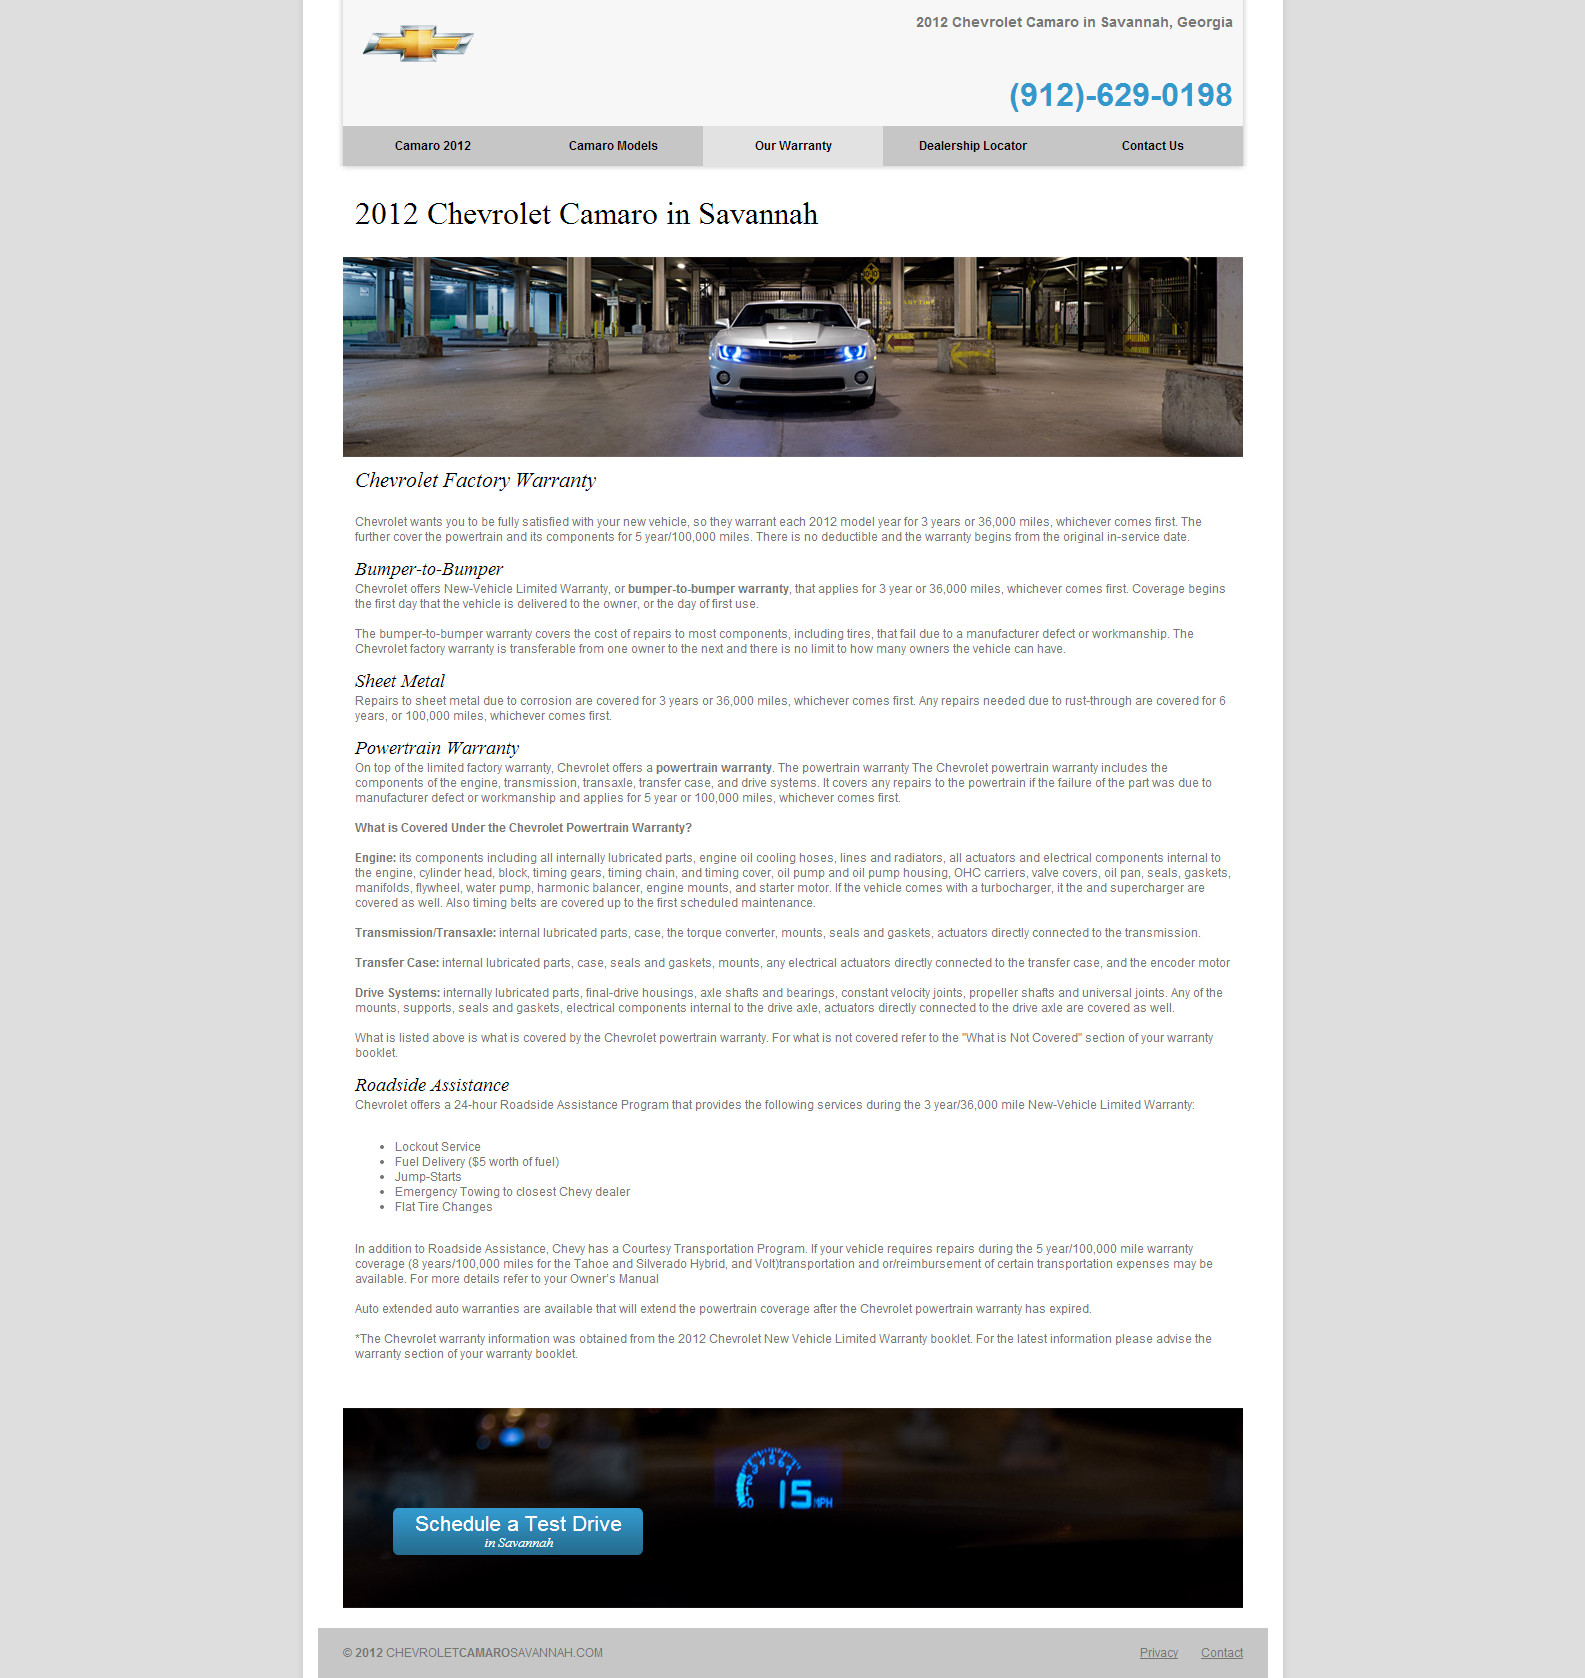 2012 Chevrolet Camaro in Savannah, Georgia
(912)-629-0198
Camaro 2012
Camaro Models
Our Warranty
Dealership Locator
Contact Us
2012 Chevrolet Camaro in Savannah
Chevrolet Factory Warranty
Chevrolet wants you to be fully satisfied with your new vehicle, so they warrant each 2012 model year for 3 years or 36,000 miles, whichever comes first. The
further cover the powertrain and its components for 5 year/100,000 miles. There is no deductible and the warranty begins from the original in-service date.
Bumper-to-Bumper
Chevrolet offers New-Vehicle Limited Warranty, or bumper-to-bumper warranty, that applies for 3 year or 36,000 miles, whichever comes first. Coverage begins
the first day that the vehicle is delivered to the owner, or the day of first use.
The bumper-to-bumper warranty covers the cost of repairs to most components, including tires, that fail due to a manufacturer defect or workmanship. The
Chevrolet factory warranty is transferable from one owner to the next and there is no limit to how many owners the vehicle can have.
Sheet Metal
Repairs to sheet metal due to corrosion are covered for 3 years or 36,000 miles, whichever comes first. Any repairs needed due to rust-through are covered for 6
years, or 100,000 miles, whichever comes first.
Powertrain Warranty
On top of the limited factory warranty, Chevrolet offers a powertrain warranty. The powertrain warranty The Chevrolet powertrain warranty includes the
components of the engine, transmission, transaxle, transfer case, and drive systems. It covers any repairs to the powertrain if the failure of the part was due to
manufacturer defect or workmanship and applies for 5 year or 100,000 miles, whichever comes first.
What is Covered Under the Chevrolet Powertrain Warranty?
Engine: its components including all internally lubricated parts, engine oil cooling hoses, lines and radiators, all actuators and electrical components internal to
the engine, cylinder head, block, timing gears, timing chain, and timing cover, oil pump and oil pump housing, OHC carriers, valve covers, oil pan, seals, gaskets,
manifolds, flywheel, water pump, harmonic balancer, engine mounts, and starter motor. If the vehicle comes with a turbocharger, it the and supercharger are
covered as well. Also timing belts are covered up to the first scheduled maintenance.
Transmission/Transaxle: internal lubricated parts, case, the torque converter, mounts, seals and gaskets, actuators directly connected to the transmission.
Transfer Case: internal lubricated parts, case, seals and gaskets, mounts, any electrical actuators directly connected to the transfer case, and the encoder motor
Drive Systems: internally lubricated parts, final-drive housings, axle shafts and bearings, constant velocity joints, propeller shafts and universal joints. Any of the
mounts, supports, seals and gaskets, electrical components internal to the drive axle, actuators directly connected to the drive axle are covered as well.
What is listed above is what is covered by the Chevrolet powertrain warranty. For what is not covered refer to the "What is Not Covered" section of your warranty
booklet.
Roadside Assistance
Chevrolet offers a 24-hour Roadside Assistance Program that provides the following services during the 3 year/36,000 mile New-Vehicle Limited Warranty:
• Lockout Service
• Fuel Delivery ($5 worth of fuel)
• Jump-Starts
• Emergency Towing to closest Chevy dealer
• Flat Tire Changes
In addition to Roadside Assistance, Chevy has a Courtesy Transportation Program. If your vehicle requires repairs during the 5 year/100,000 mile warranty
coverage (8 years/100,000 miles for the Tahoe and Silverado Hybrid, and Volt)transportation and or/reimbursement of certain transportation expenses may be
available. For more details refer to your Owner's Manual
Auto extended auto warranties are available that will extend the powertrain coverage after the Chevrolet powertrain warranty has expired.
*The Chevrolet warranty information was obtained from the 2012 Chevrolet New Vehicle Limited Warranty booklet. For the latest information please advise the
warranty section of your warranty booklet.
0 2 3 4 5 6 7
15 MPH
Schedule a Test Drive
in Savannah
© 2012 CHEVROLETCAMAROSAVANNAH.COM
Privacy
Contact